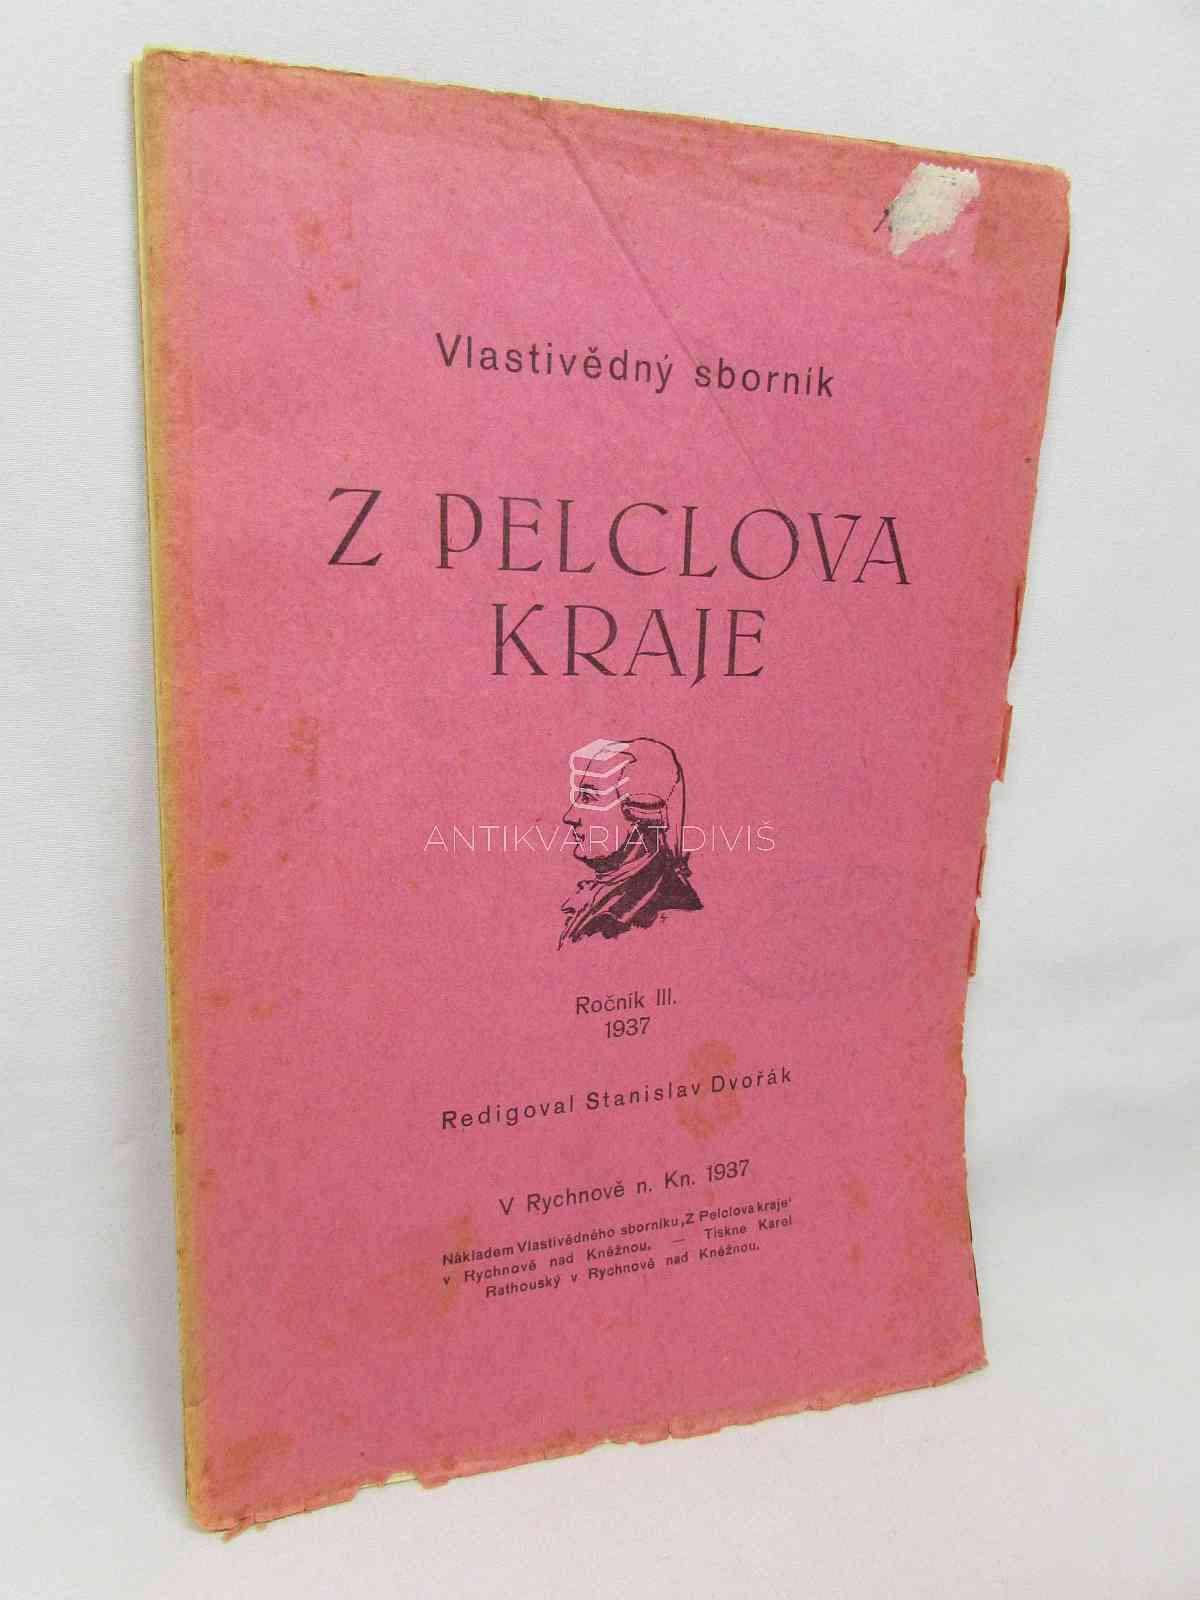 Vlastivědný sborník
Z PELCLOVA
KRAJE
ANTIKVARIÁT DIVIŠ
Ročník III.
1937
Redigoval Stanislav Dvořák
V Rychnově n. Kn. 1937
Nákladem Vlastivědného sborníku „Z Pelclova kraje“
v Rychnově nad Kněžnou. — Tiskne Karel
Rathouský v Rychnově nad Kněžnou.